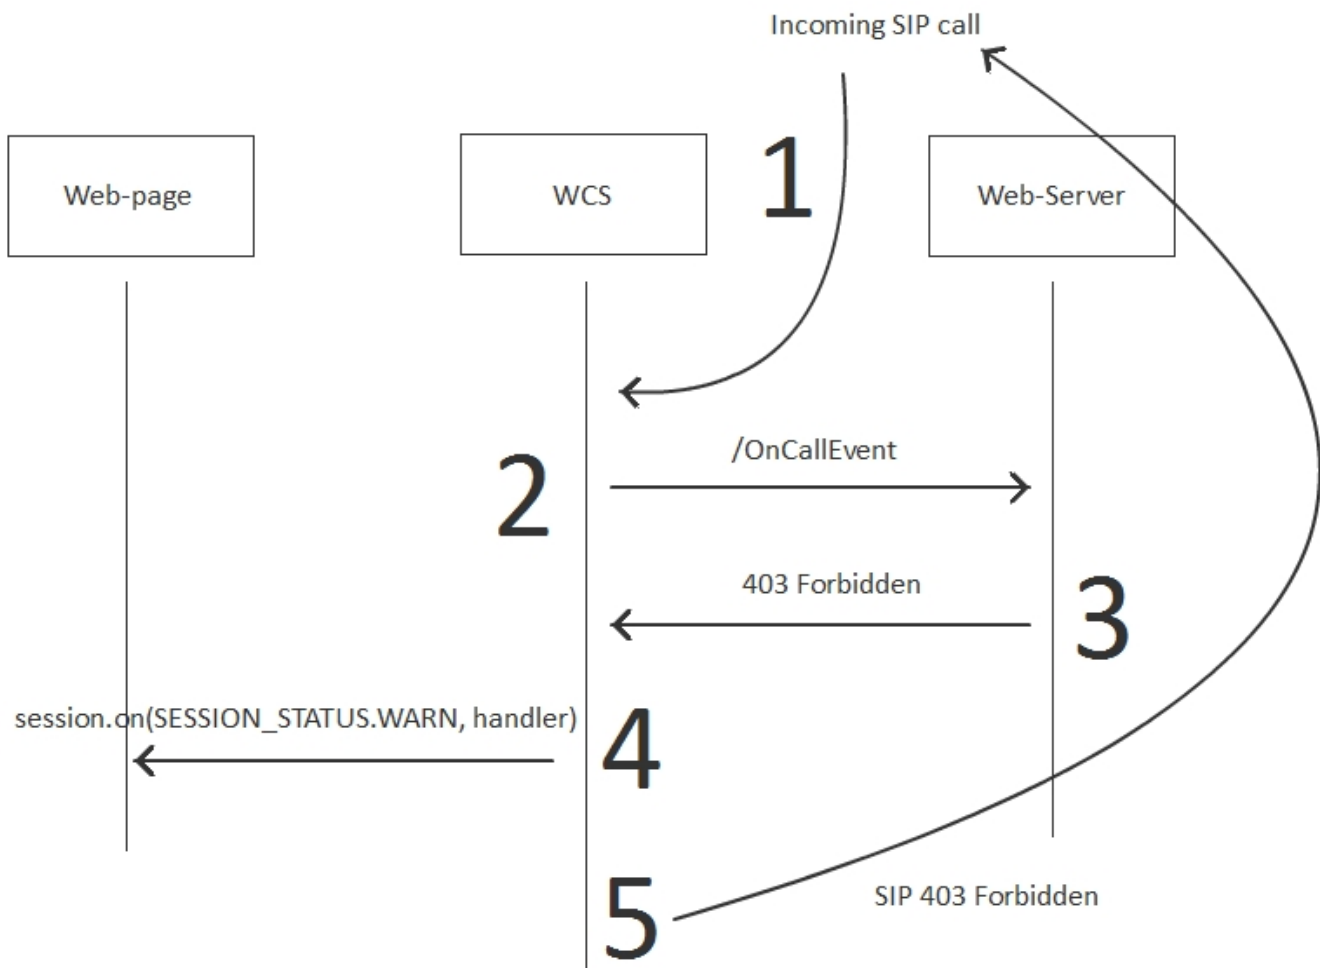 Incoming SIP call
1
Web-page
WCS
Web-Server
/OnCallEvent
2
403 Forbidden
3
session.on(SESSION_STATUS.WARN, handler)
4
5
SIP 403 Forbidden